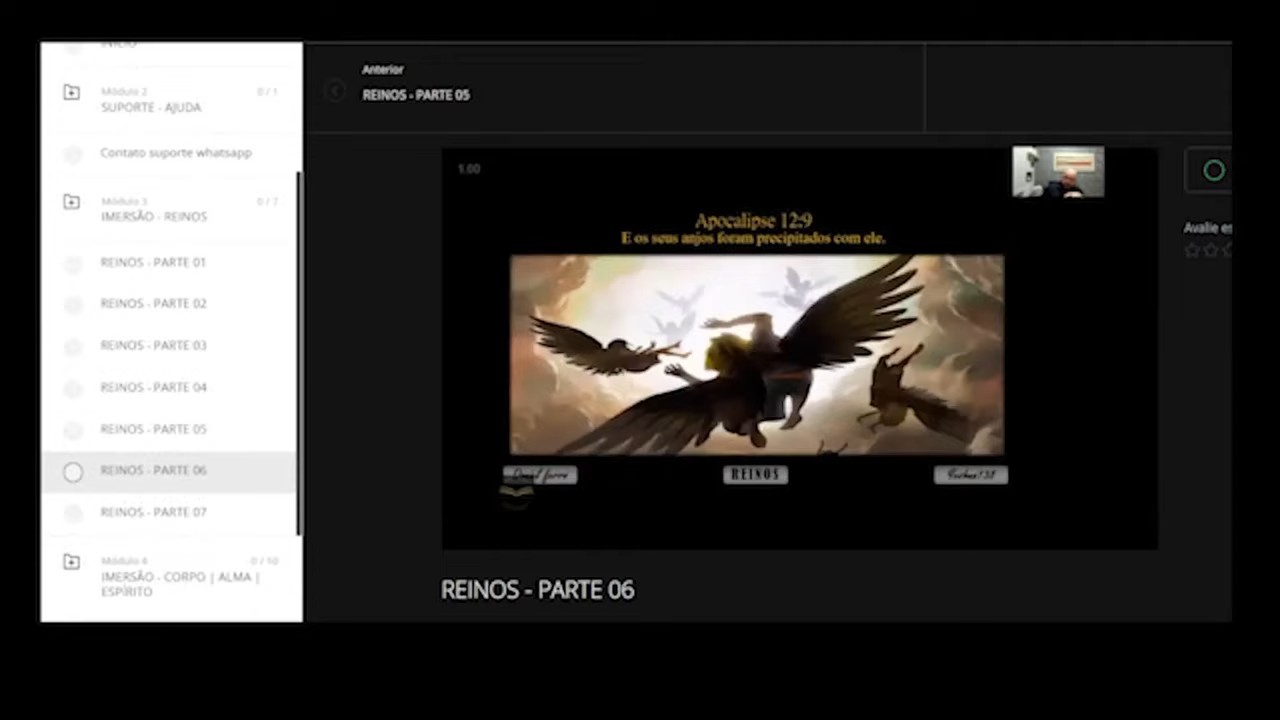 INÍCIO
Módulo 2
0 / 1
SUPORTE - AJUDA
Contato suporte whatsapp
Módulo 3
0 / 7
IMERSÃO - REINOS
REINOS - PARTE 01
REINOS - PARTE 02
REINOS - PARTE 03
REINOS - PARTE 04
REINOS - PARTE 05
REINOS - PARTE 06
REINOS - PARTE 07
Módulo 4
0 / 10
IMERSÃO - CORPO | ALMA |
ESPÍRITO
Anterior
REINOS - PARTE 05
1.00
Apocalipse 12:9
E os seus anjos foram precipitados com ele.
REINOS
REINOS - PARTE 06
Avalie es